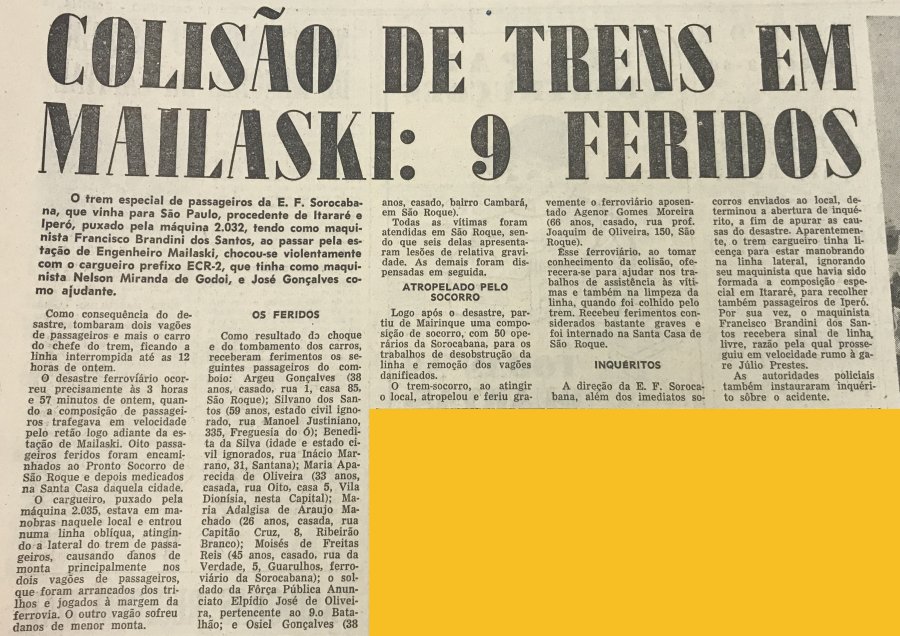 COLISÃO DE TRENS EM
MAILASKI: 9 FERIDOS
O trem especial de passageiros da E. F. Sorocaba-
na, que vinha para São Paulo, procedente de Itararé e
Iperó, puxado pela máquina 2.032, tendo como maqui-
nista Francisco Brandini dos Santos, ao passar pela es-
tação de Engenheiro Mailaski, chocou-se violentamente
com o cargueiro prefixo ECR-2, que tinha como maqui-
nista Nelson Miranda de Godoi, e José Gonçalves co-
mo ajudante.
Como consequência do de-
sastre, tombaram dois vagões
de passageiros e mais o carro
do chefe do trem, ficando a
linha interrompida até as 12
horas de ontem.
O desastre ferroviário ocor-
reu precisamente às 3 horas
e 57 minutos de ontem, quan-
do a composição de passagei-
ros trafegava em velocidade
pelo retão logo adiante da es-
tação de Mailaski. Oito passa-
geiros feridos foram encami-
nhados ao Pronto Socorro de
São Roque e depois medicados
na Santa Casa daquela cidade.
O cargueiro, puxado pela
máquina 2.035, estava em ma-
nobras naquele local e entrou
numa linha oblíqua, atingin-
do a lateral do trem de passa-
geiros, causando danos de
monta principalmente nos
dois vagões de passageiros,
que foram arrancados dos tri-
lhos e jogados à margem da
ferrovia. O outro vagão sofreu
danos de menor monta.
OS FERIDOS
Como resultado do choque
e do tombamento dos carros,
receberam ferimentos os se-
guintes passageiros do com-
boio: Argeu Gonçalves (38
anos, casado, rua 1, casa 85,
São Roque); Silvano dos San-
tos (59 anos, estado civil igno-
rado, rua Manoel Justiniano,
335, Freguesia do Ó); Benedi-
ta da Silva (idade e estado ci-
vil ignorados, rua Inácio Mar-
rano, 31, Santana); Maria Apa-
recida de Oliveira (33 anos,
casada, rua Oito, casa 5, Vila
Dionísia, nesta Capital); Ma-
ria Adalgisa de Araujo Ma-
chado (26 anos, casada, rua
Capitão Cruz, 8, Ribeirão
Branco); Moisés de Freitas
Reis (45 anos, casado, rua da
Verdade, 5, Guarulhos, ferro-
viário da Sorocabana); o sol-
dado da Fôrça Pública Anun-
ciato Elpídio José de Olivei-
ra, pertencente ao 9.o Bata-
lhão; e Osiel Gonçalves (38
anos, casado, bairro Cambará,
em São Roque).
Todas as vítimas foram
atendidas em São Roque, sen-
do que seis delas apresenta-
ram lesões de relativa gravi-
dade. As demais foram dis-
pensadas em seguida.
ATROPELADO PELO
SOCORRO
Logo após o desastre, par-
tiu de Mairinque uma compo-
sição de socorro, com 50 ope-
rários da Sorocabana, para os
trabalhos de desobstrução da
linha e remoção dos vagões
danificados.
O trem-socorro, ao atingir
o local, atropelou e feriu gra-
vemente o ferroviário aposen-
tado Agenor Gomes Moreira
(66 anos, casado, rua prof.
Joaquim de Oliveira, 150, São
Roque).
Esse ferroviário, ao tomar
conhecimento da colisão, ofe-
recera-se para ajudar nos tra-
balhos de assistência às víti-
mas e também na limpeza da
linha, quando foi colhido pelo
trem. Recebeu ferimentos con-
siderados bastante graves e
foi internado na Santa Casa de
São Roque.
INQUÉRITOS
A direção da E. F. Soroca-
bana, além dos imediatos so-
corros enviados ao local, de-
terminou a abertura de inqué-
rito, a fim de apurar as cau-
sas do desastre. Aparentemen-
te, o trem cargueiro tinha li-
cença para estar manobrando
na linha lateral, ignorando
seu maquinista que havia sido
formada a composição especi-
al em Itararé, para recolher
também passageiros de Iperó.
Por sua vez, o maquinista
Francisco Brandini dos San-
tos recebera sinal de linha
livre, razão pela qual prosse-
guiu em velocidade rumo à ga-
re Júlio Prestes.
As autoridades policiais
também instauraram inquéri-
to sôbre o acidente.